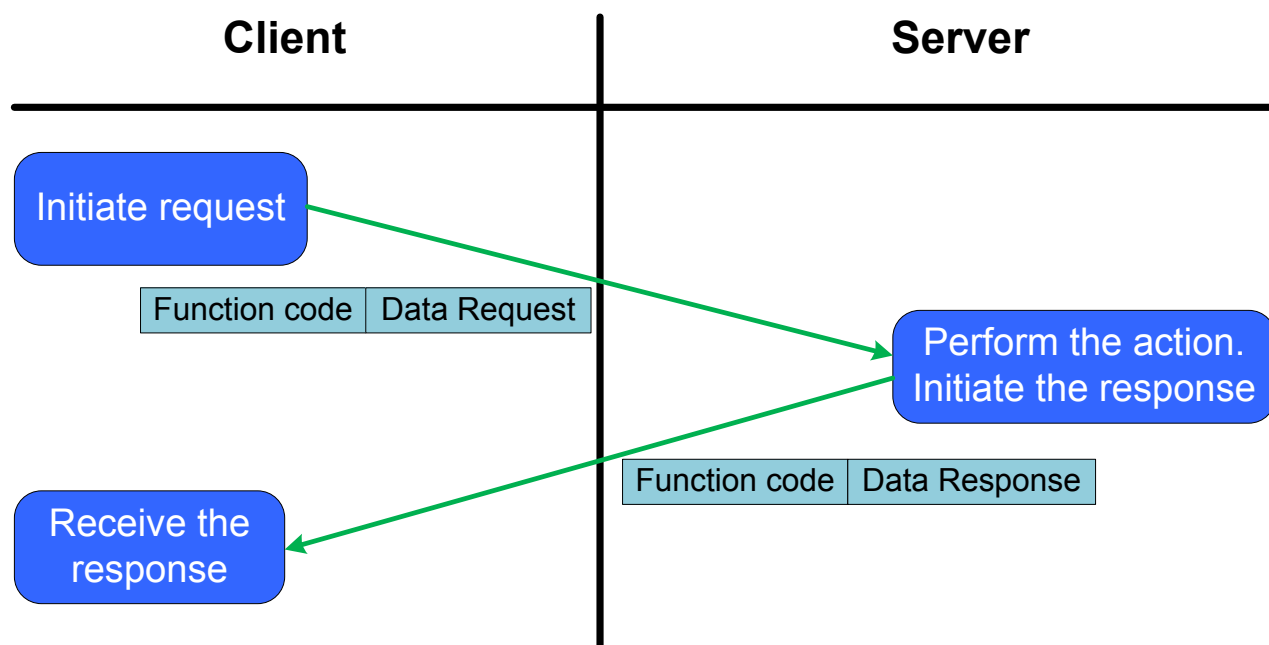 Client
Server
Initiate request
Function code
Data Request
Perform the action.
Initiate the response
Function code
Data Response
Receive the
response